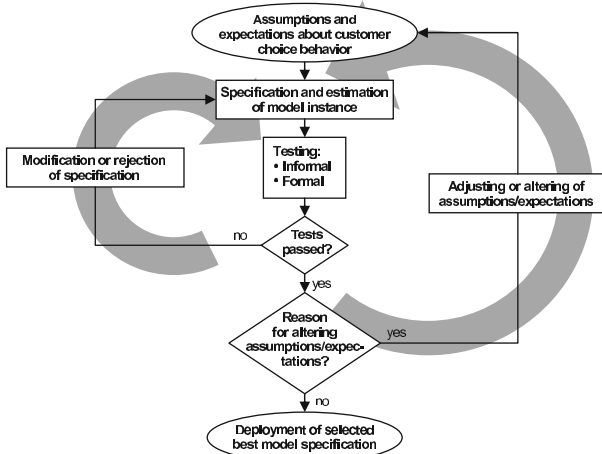 Assumptions and
expectations about customer
choice behavior
Specification and estimation
of model instance
Testing:
• Informal
• Formal
Modification or rejection
of specification
Adjusting or altering of
assumptions/expectations
no
Tests
passed?
yes
Reason
for altering
assumptions/expec-
tations?
yes
no
Deployment of selected
best model specification